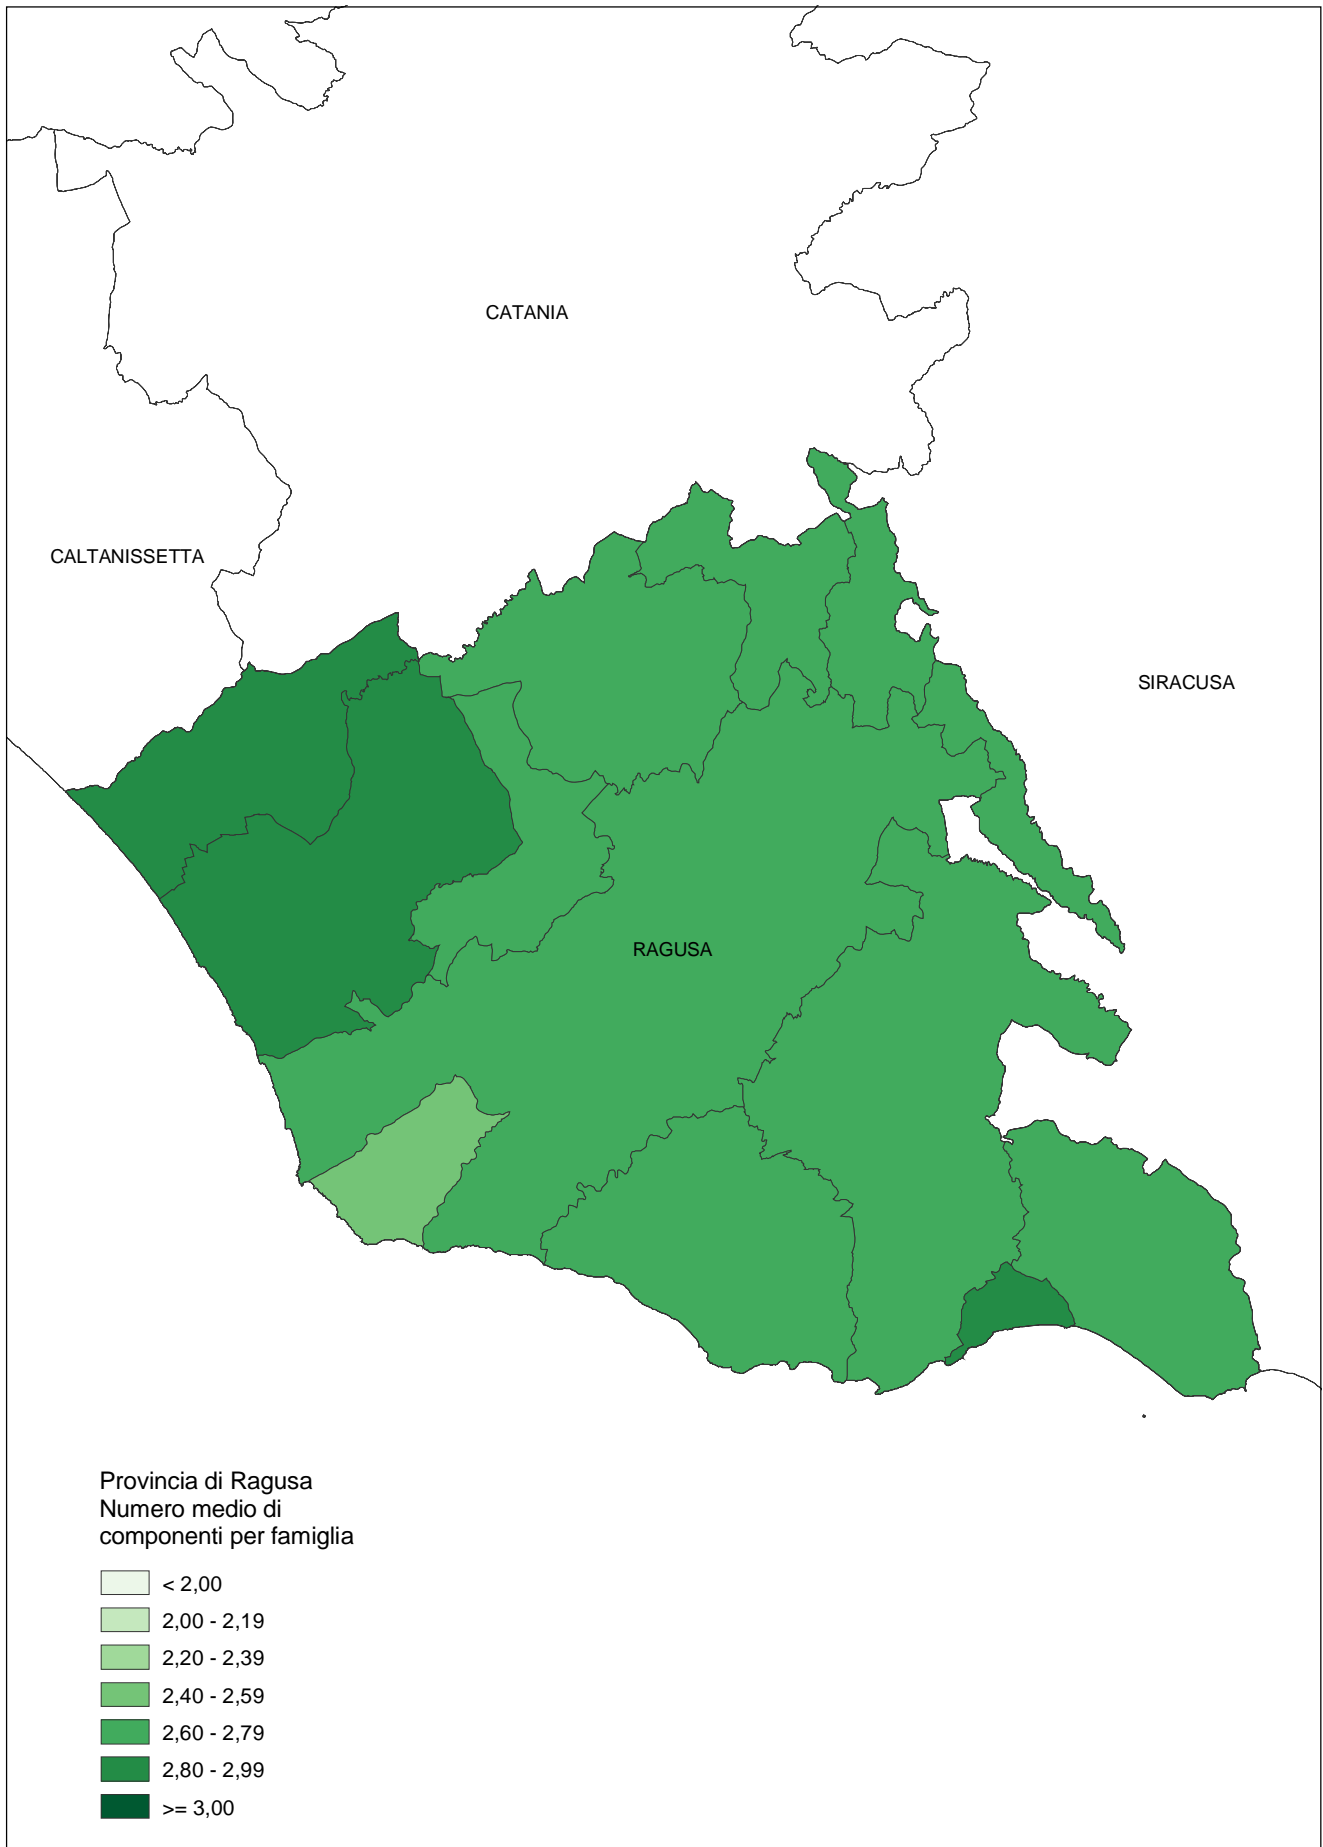 CATANIA
CALTANISSETTA
SIRACUSA
RAGUSA
Provincia di Ragusa
Numero medio di
componenti per famiglia
< 2,00
2,00 - 2,19
2,20 - 2,39
2,40 - 2,59
2,60 - 2,79
2,80 - 2,99
>= 3,00